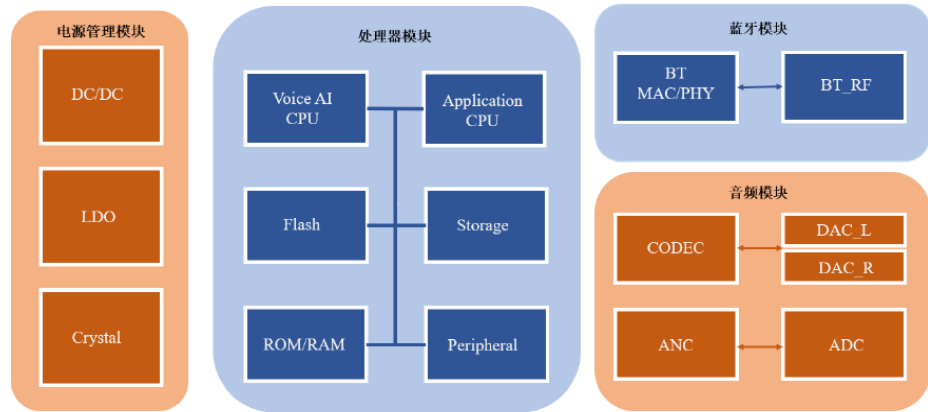 电源管理模块
DC/DC
LDO
Crystal
处理器模块
Voice AI
CPU
Application
CPU
Flash
Storage
ROM/RAM
Peripheral
蓝牙模块
BT
MAC/PHY
BT_RF
音频模块
CODEC
DAC_L
DAC_R
ANC
ADC